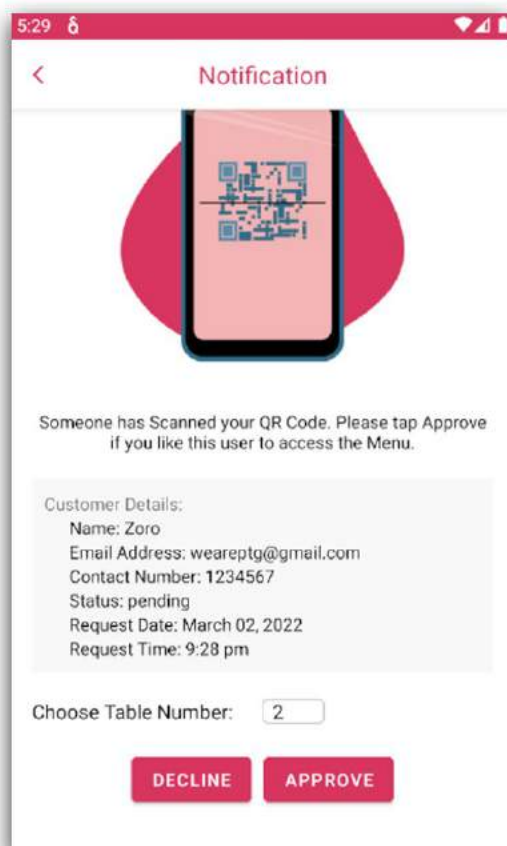 5:29
Notification
Someone has Scanned your QR Code. Please tap Approve
if you like this user to access the Menu.
Customer Details:
Name: Zoro
Email Address: weareptg@gmail.com
Contact Number: 1234567
Status: pending
Request Date: March 02, 2022
Request Time: 9:28 pm
Choose Table Number: 2
DECLINE APPROVE